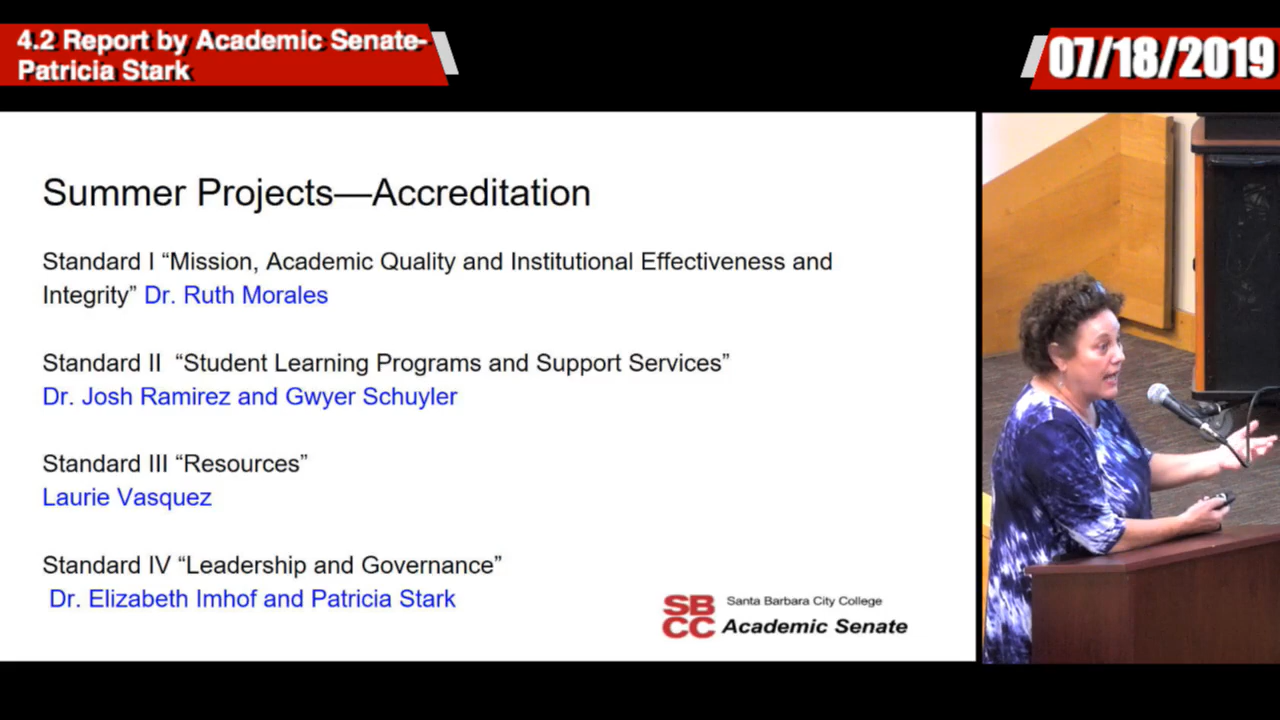 4.2 Report by Academic Senate-
Patricia Stark
07/18/2019
Summer Projects—Accreditation
Standard I “Mission, Academic Quality and Institutional Effectiveness and
Integrity” Dr. Ruth Morales
Standard II “Student Learning Programs and Support Services”
Dr. Josh Ramirez and Gwyer Schuyler
Standard III “Resources”
Laurie Vasquez
Standard IV “Leadership and Governance”
Dr. Elizabeth Imhof and Patricia Stark
SBCC
Santa Barbara City College
Academic Senate